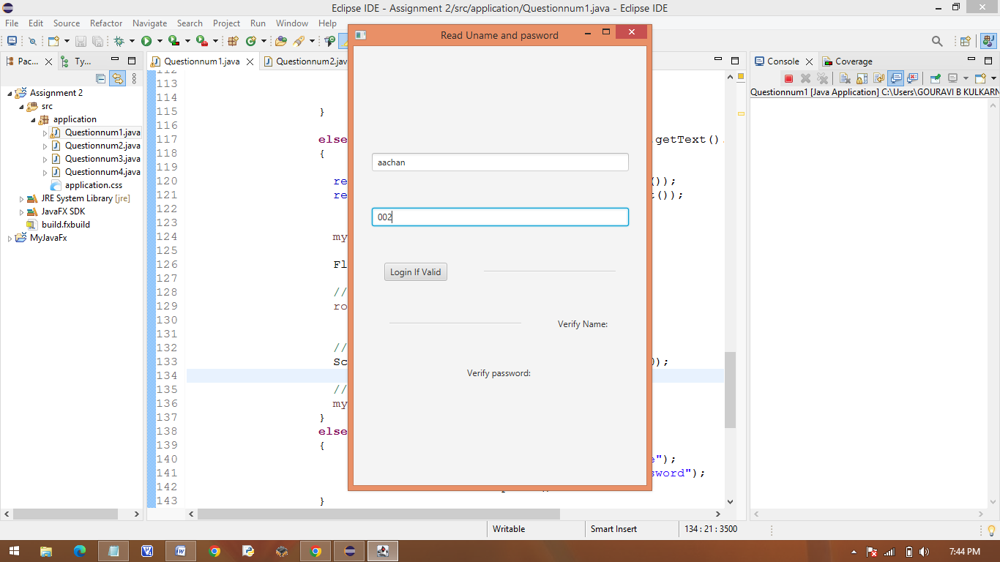 Eclipse IDE - Assignment 2/src/application/Questionnum1.java - Eclipse IDE
File Edit Source Refactor Navigate Search Project Run Window Help
Read Uname and pasword
Pac... Ty...
Questionnum1.java Questionnum2.jav
Console Coverage
Questionnum1 [Java Application] C:\Users\GOURAVI B KULKARN
Assignment 2
src
application
Questionnum1.java
Questionnum2.java
Questionnum3.java
Questionnum4.java
application.css
JRE System Library [jre]
JavaFX SDK
build.fxbuild
MyJavaFx
112
113
114
115 }
116
117 else .getText().
118 {
119
120 re ());
121 re t());
122
123
124 my
125
126 Fl
127
128 //
129 ro
130
131
132 //
133 Sc );
134
135 //
136 my
137 }
138 else
139 {
140 e");
141 sword");
142
143 }
aachan
002
Login If Valid
Verify Name:
Verify password:
Writable Smart Insert 134 : 21 : 3500
7:44 PM